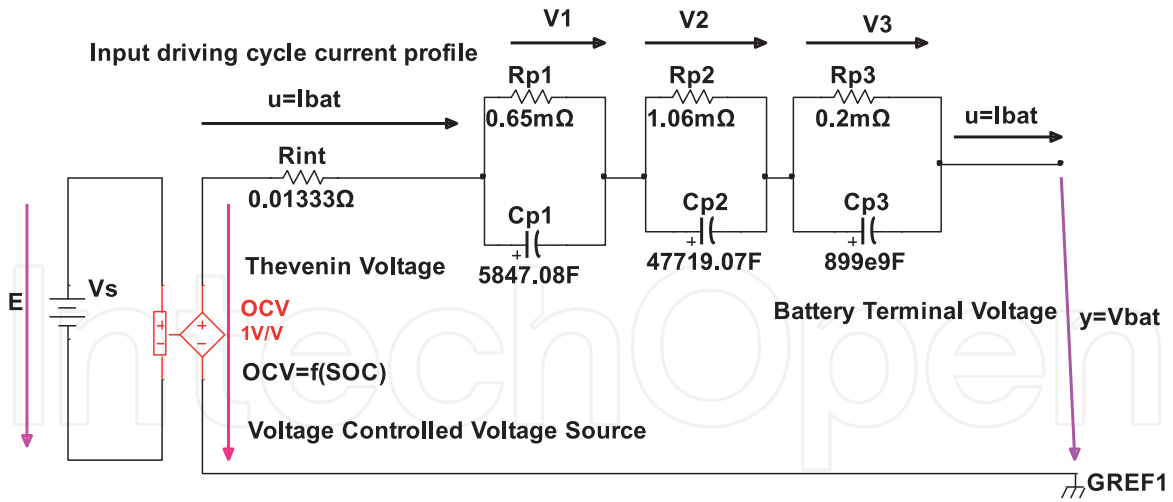 V1 V2 V3
Input driving cycle current profile
Rp1 Rp2 Rp3
u=Ibat 0.65mΩ 1.06mΩ 0.2mΩ u=Ibat
Rint
0.01333Ω
Cp1 Cp2 Cp3
+ + +
5847.08F 47719.07F 899e9F
Thevenin Voltage
E Vs OCV Battery Terminal Voltage y=Vbat
+ + 1V/V
- -
OCV=f(SOC)
Voltage Controlled Voltage Source
GREF1
IntechOpen